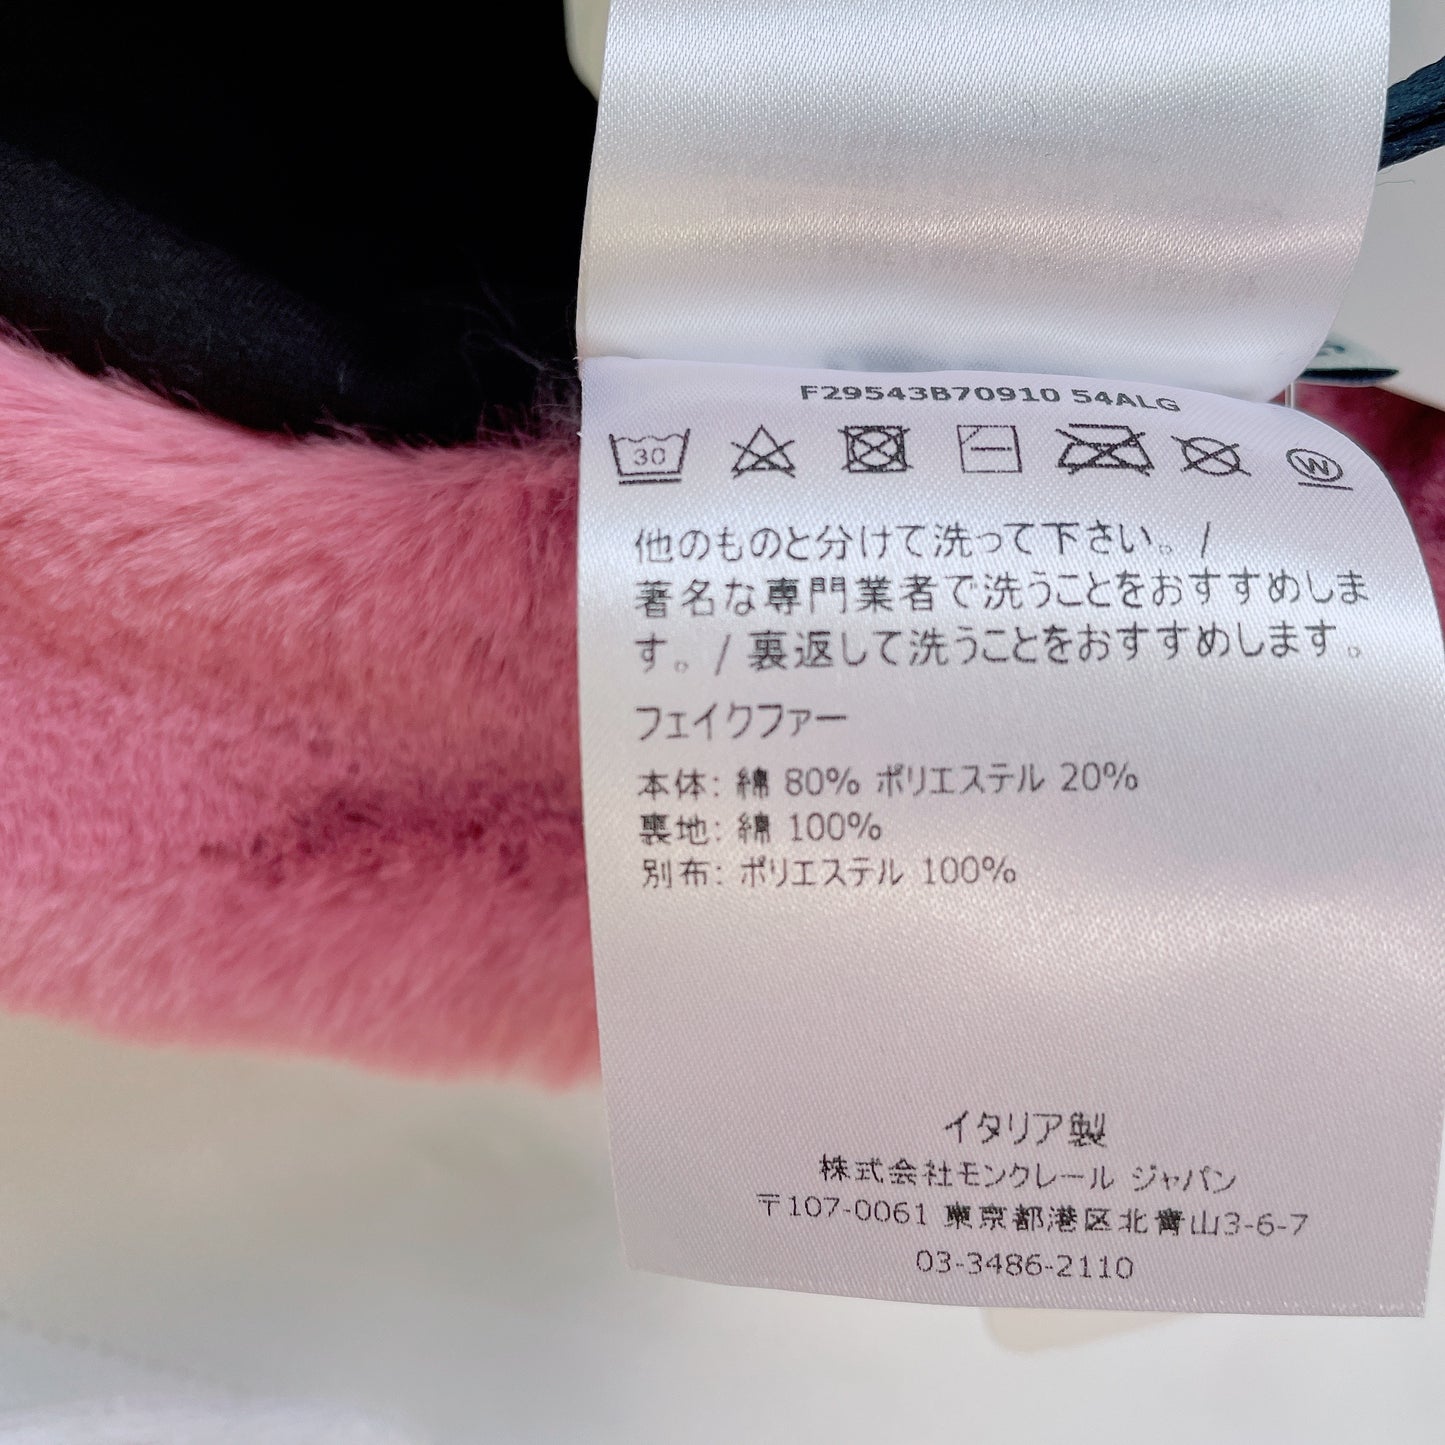 F29543B70910 54ALG
30 W
他のものと分けて洗って下さい。/
著名な専門業者で洗うことをおすすめしま
す。/ 裏返して洗うことをおすすめします。
フェイクファー
本体: 綿 80% ポリエステル 20%
裏地: 綿 100%
別布: ポリエステル 100%
イタリア製
株式会社モンクレール ジャパン
〒107-0061 東京都港区北青山3-6-7
03-3486-2110